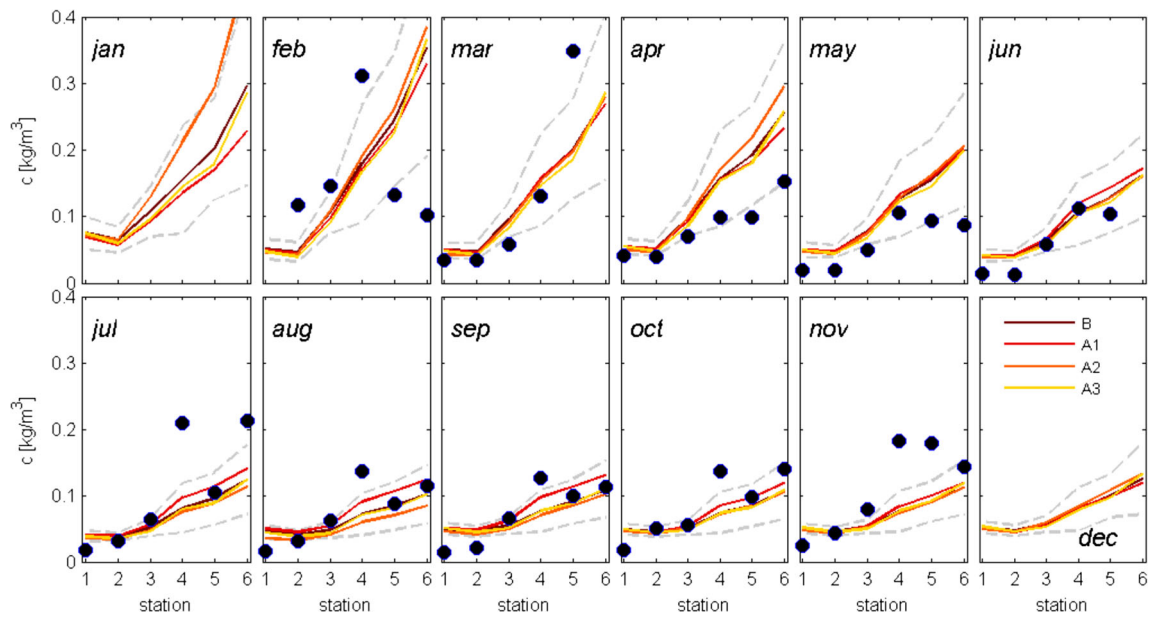 0.4
0.3
0.2
0.1
0
c [kg/m³]
jan
feb
mar
apr
may
jun
0.4
0.3
0.2
0.1
0
c [kg/m³]
jul
aug
sep
oct
nov
dec
B
A1
A2
A3
1 2 3 4 5 6
1 2 3 4 5 6
1 2 3 4 5 6
1 2 3 4 5 6
1 2 3 4 5 6
1 2 3 4 5 6
station
station
station
station
station
station